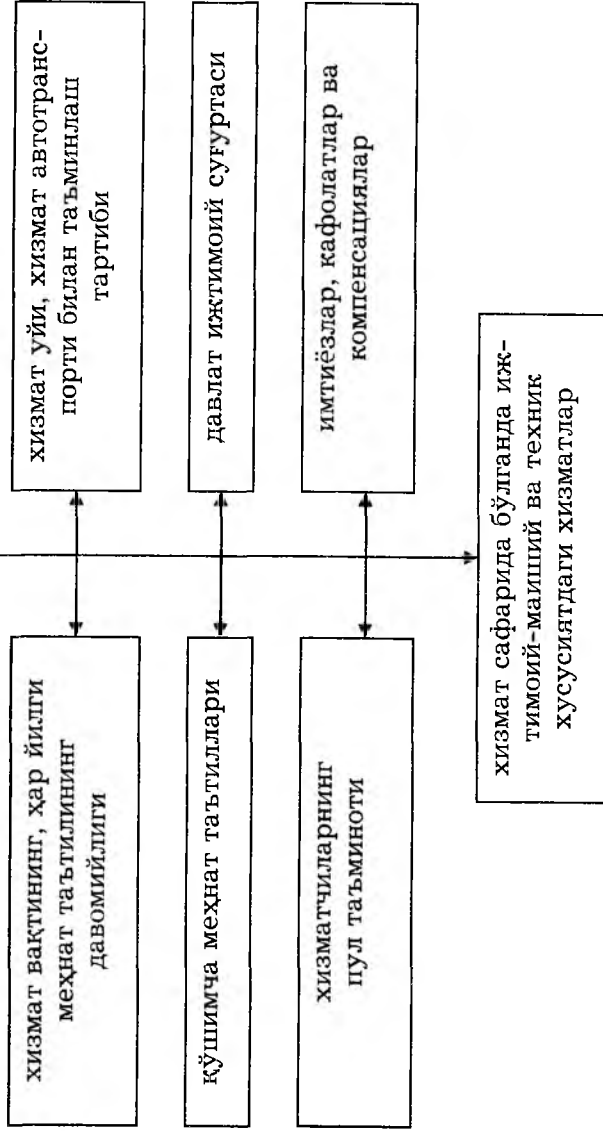 хизмат вақтининг, ҳар йилги
меҳнат таътилининг
давомийлиги
хизмат уйи, хизмат автотранс-
порти билан таъминлаш
тартиби
қўшимча меҳнат таътиллари
давлат ижтимоий суғуртаси
хизматчиларнинг
пул таъминоти
имтиёзлар, кафолатлар ва
компенсациялар
хизмат сафарида бўлганда иж-
тимоий-маиший ва техник
хусусиятдаги хизматлар